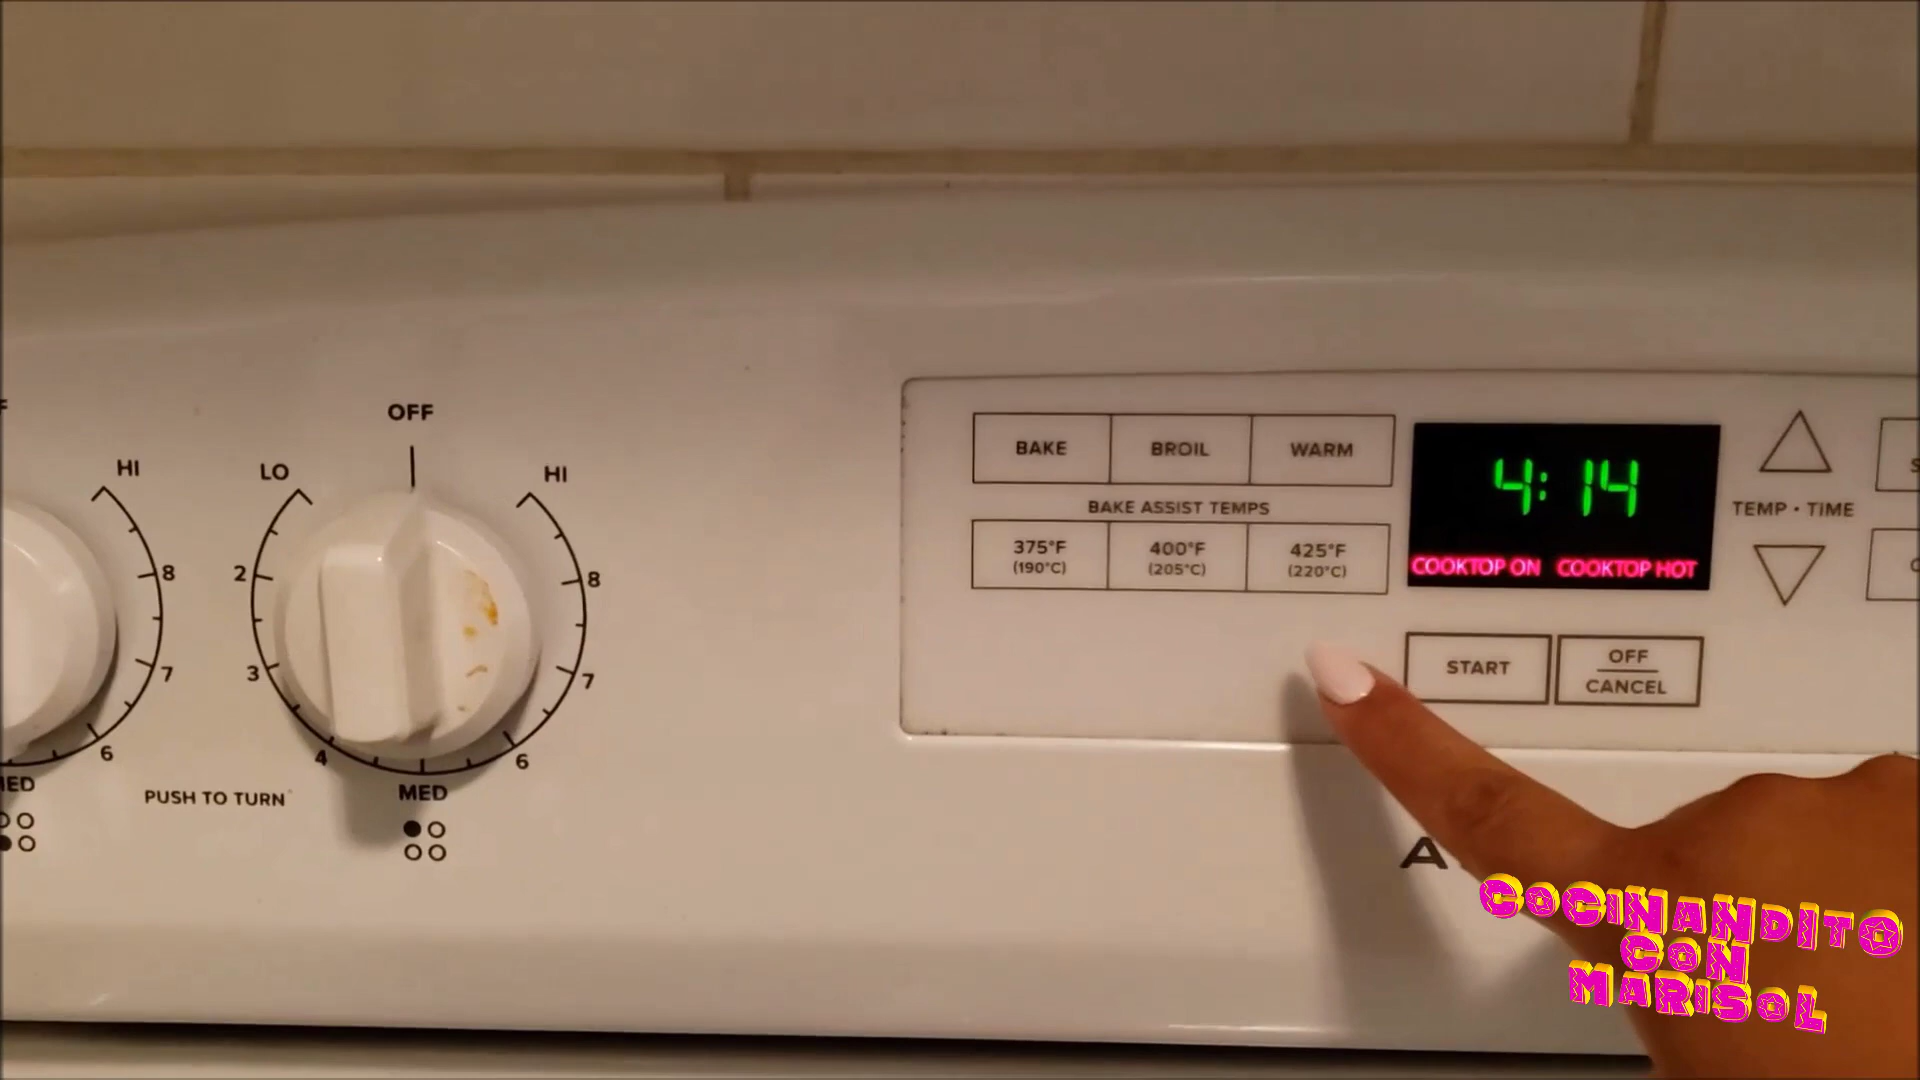 OFF
HI
8
7
6
PUSH TO TURN
OFF
LO
HI
2
8
3
7
4
6
MED
BAKE
BROIL
WARM
BAKE ASSIST TEMPS
375°F
(190°C)
400°F
(205°C)
425°F
(220°C)
4:14
COOKTOP ON COOKTOP HOT
TEMP • TIME
START
OFF
CANCEL
A
COCINANDITO
CON
MARISOL